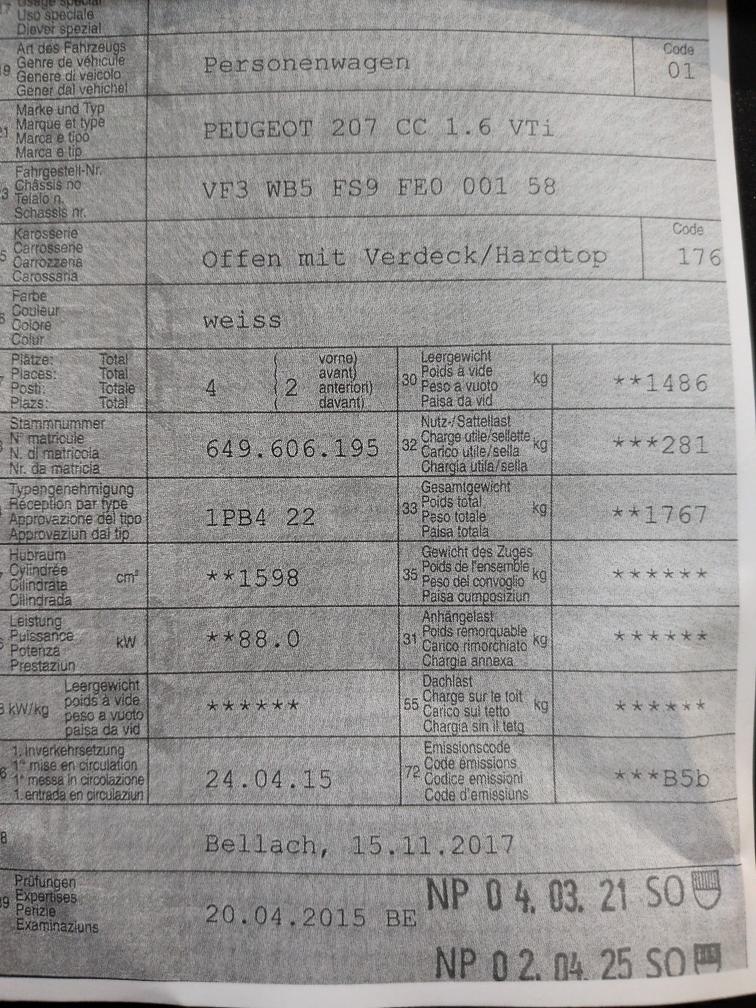 Usage spécial
Uso speciale
Diever spezial
Art des Fahrzeugs
Genre de véhicule
Genere di veicolo
Gener dal vehichel
Personenwagen
Code
01
Marke und Typ
Marque et type
Marca e tipo
Marca e tip
PEUGEOT 207 CC 1.6 VTi
Fahrgestell-Nr.
Châssis no
Telaio n.
Schassis nr.
VF3 WB5 FS9 FE0 001 58
Karosserie
Carrosserie
Carrozzeria
Carossaria
Offen mit Verdeck/Hardtop
Code
176
Farbe
Couleur
Colore
Colur
weiss
Plätze: Total
Places: Total
Posti: Totale
Plazs: Total
4
2
vorne)
avant)
anteriori)
davant)
30
Leergewicht
Poids à vide
Peso a vuoto
Paisa da vid
kg
**1486
Stammnummer
N° matricule
N. di matricola
Nr. da matricla
649.606.195
32
Nutz-/Sattellast
Charge utile/sellette
Carico utile/sella
Chargia utila/sella
kg
***281
Typengenehmigung
Réception par type
Approvazione del tipo
Approvaziun dal tip
1PB4 22
33
Gesamtgewicht
Poids total
Peso totale
Paisa totala
kg
**1767
Hubraum
Cylindrée
Cilindrata
Cilindrada
cm³
**1598
35
Gewicht des Zuges
Poids de l'ensemble
Peso del convoglio
Paisa cumposiziun
kg
******
Leistung
Puissance
Potenza
Prestaziun
kW
**88.0
31
Anhängelast
Poids remorquable
Carico rimorchiato
Chargia annexa
kg
******
kW/kg
Leergewicht
poids à vide
peso a vuoto
paisa da vid
******
55
Dachlast
Charge sur le toit
Carico sul tetto
Chargia sin il tetg
kg
******
1. Inverkehrsetzung
1re mise en circulation
1a messa in circolazione
1. entrada en circulaziun
24.04.15
72
Emissionscode
Code émissions
Codice emissioni
Code d'emissiuns
***B5b
Bellach, 15.11.2017
Prüfungen
Expertises
Perizie
Examinaziuns
20.04.2015 BE
NP 0 4. 03. 21 SO
NP 0 2. 04. 25 SO